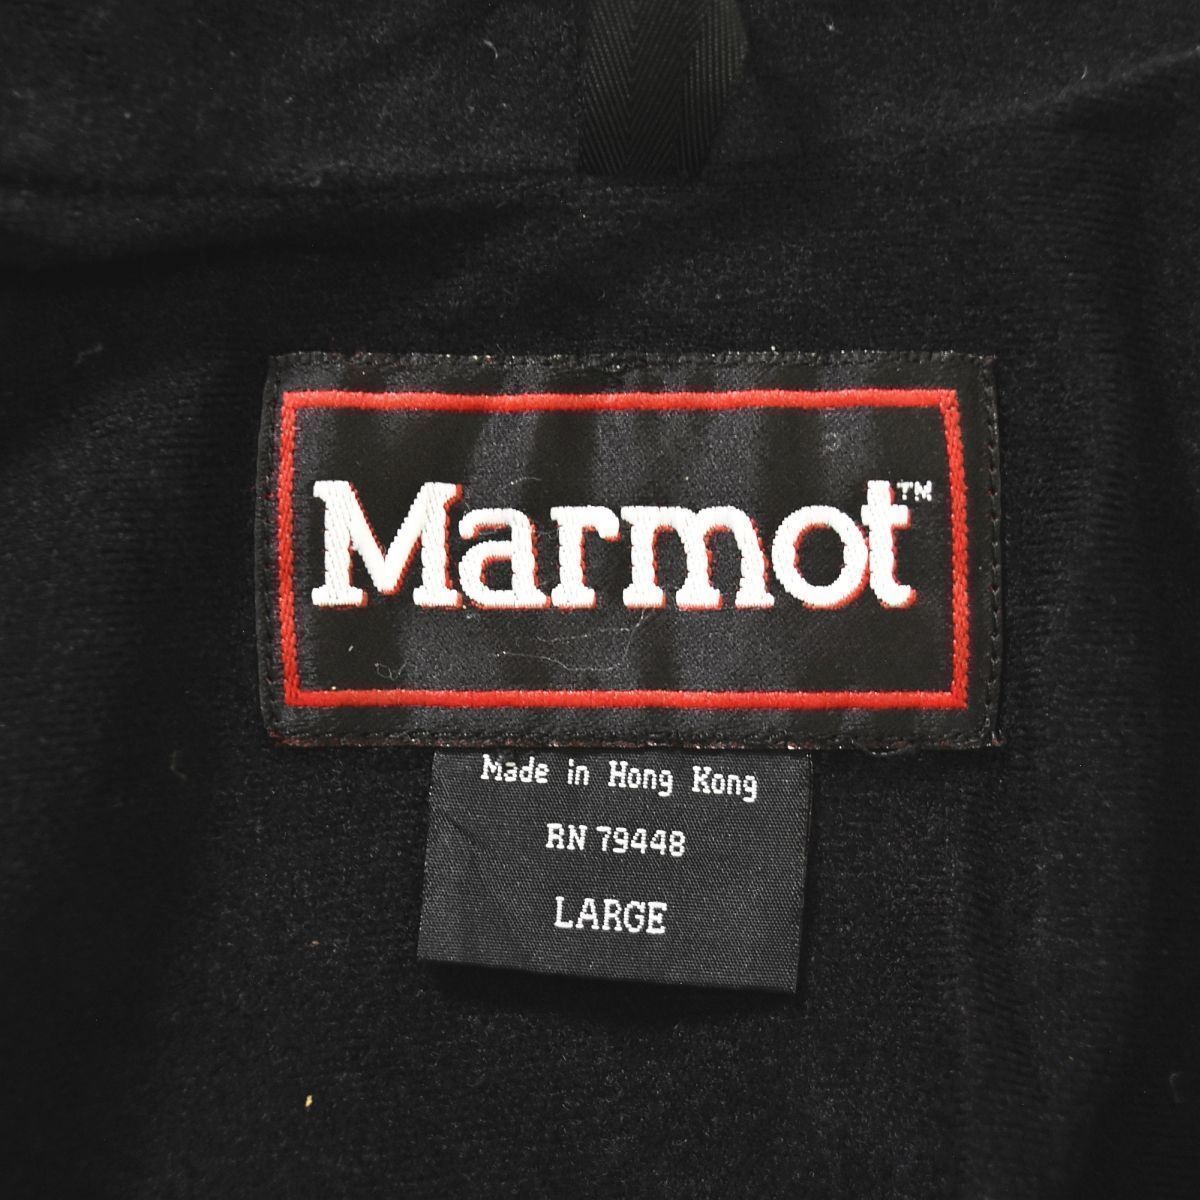 Marmot™
Made in Hong Kong
RN 79448
LARGE